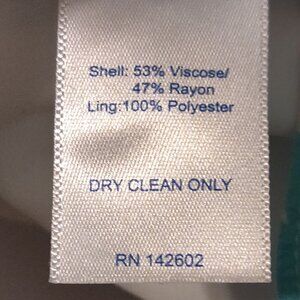 Shell: 53% Viscose/
47% Rayon
Ling:100% Polyester
DRY CLEAN ONLY
RN 142602